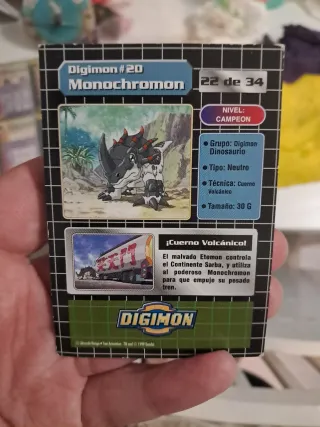 Digimon #20
Monochromon
22 de 34
NIVEL:
CAMPEON
• Grupo: Digimon
Dinosaurio
• Tipo: Neutro
• Técnica: Cuerno
Volcánico
• Tamaño: 30 G
¡Cuerno Volcánico!
El malvado Etemon controla
el Continente Sarba, y utiliza
al poderoso Monochromon
para que empuje su pesado
tren.
DIGIMON